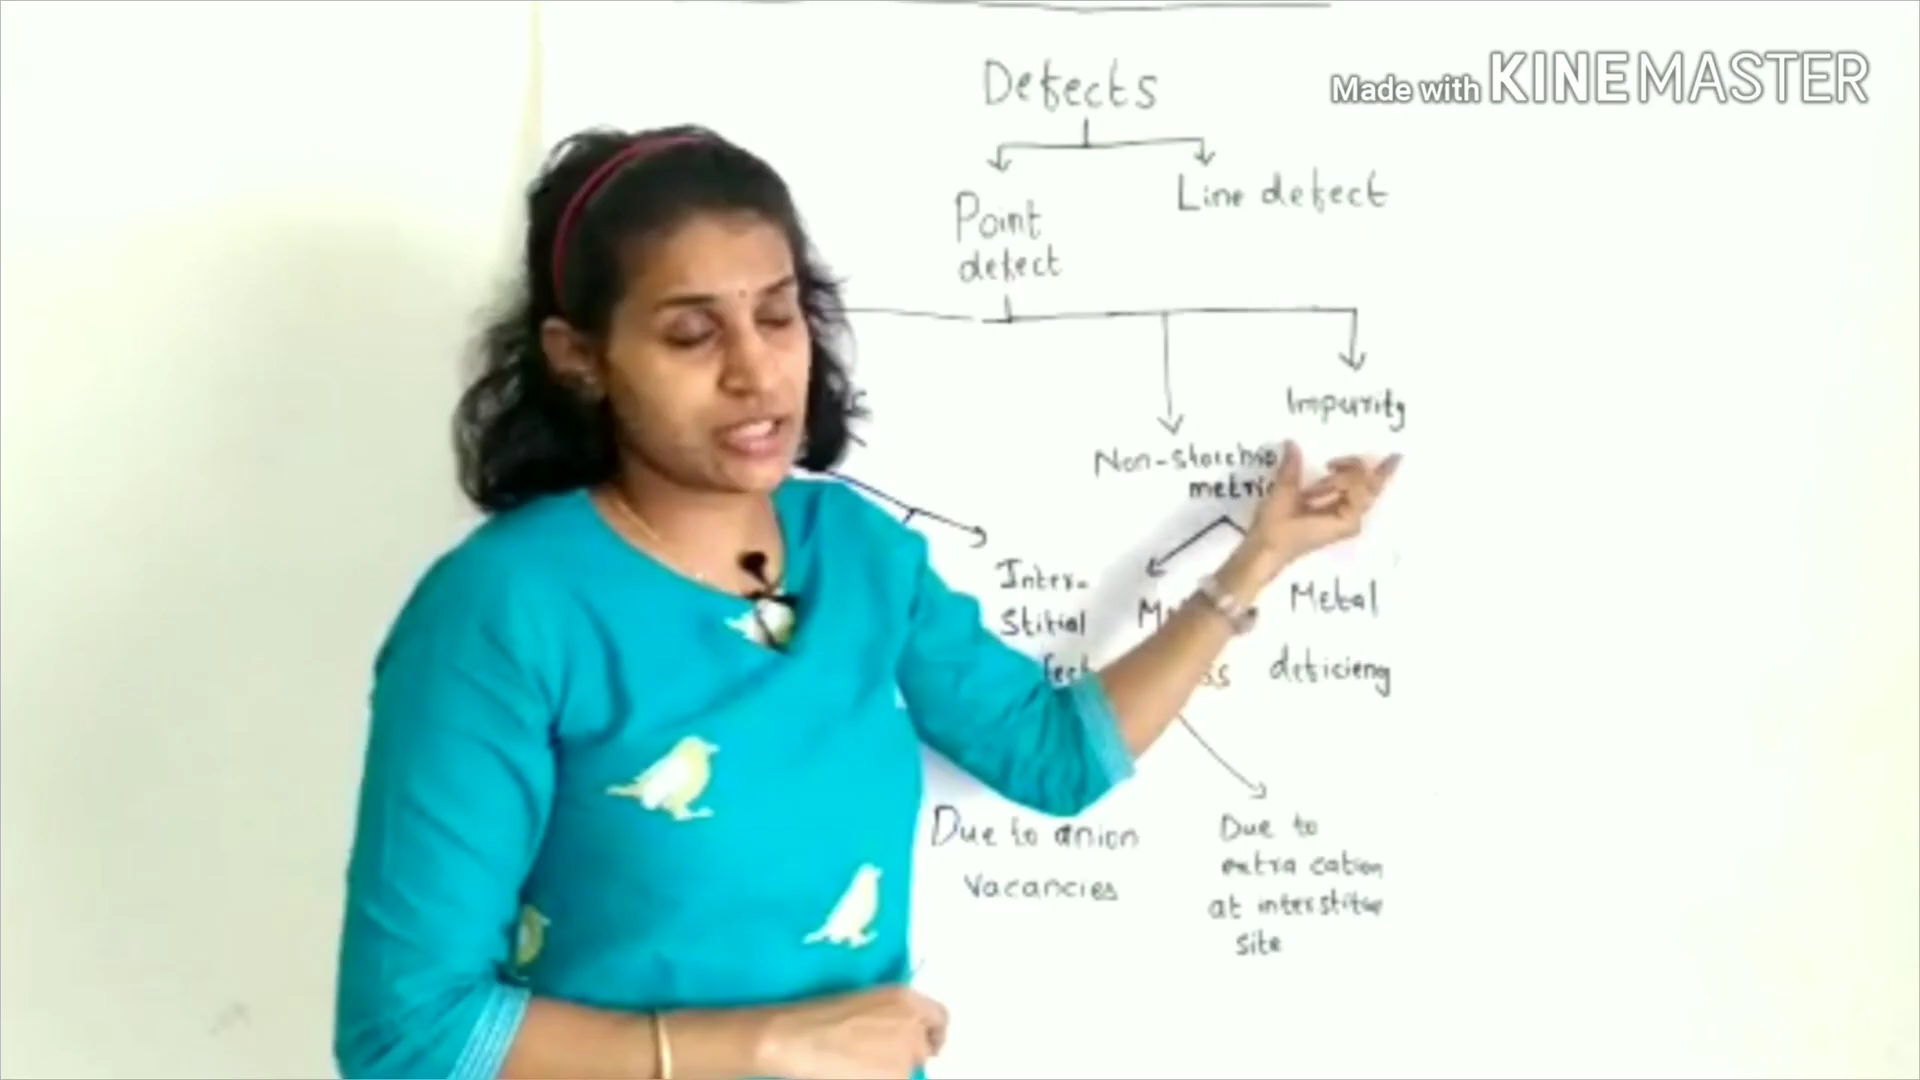 Made with KINEMASTER
Defects
Point
defect
Line defect
Impurity
Non-stoichio
metric
Inter-
Stitial
Metal
deficiency
Due to anion
vacancies
Due to
extra cation
at interstitial
site